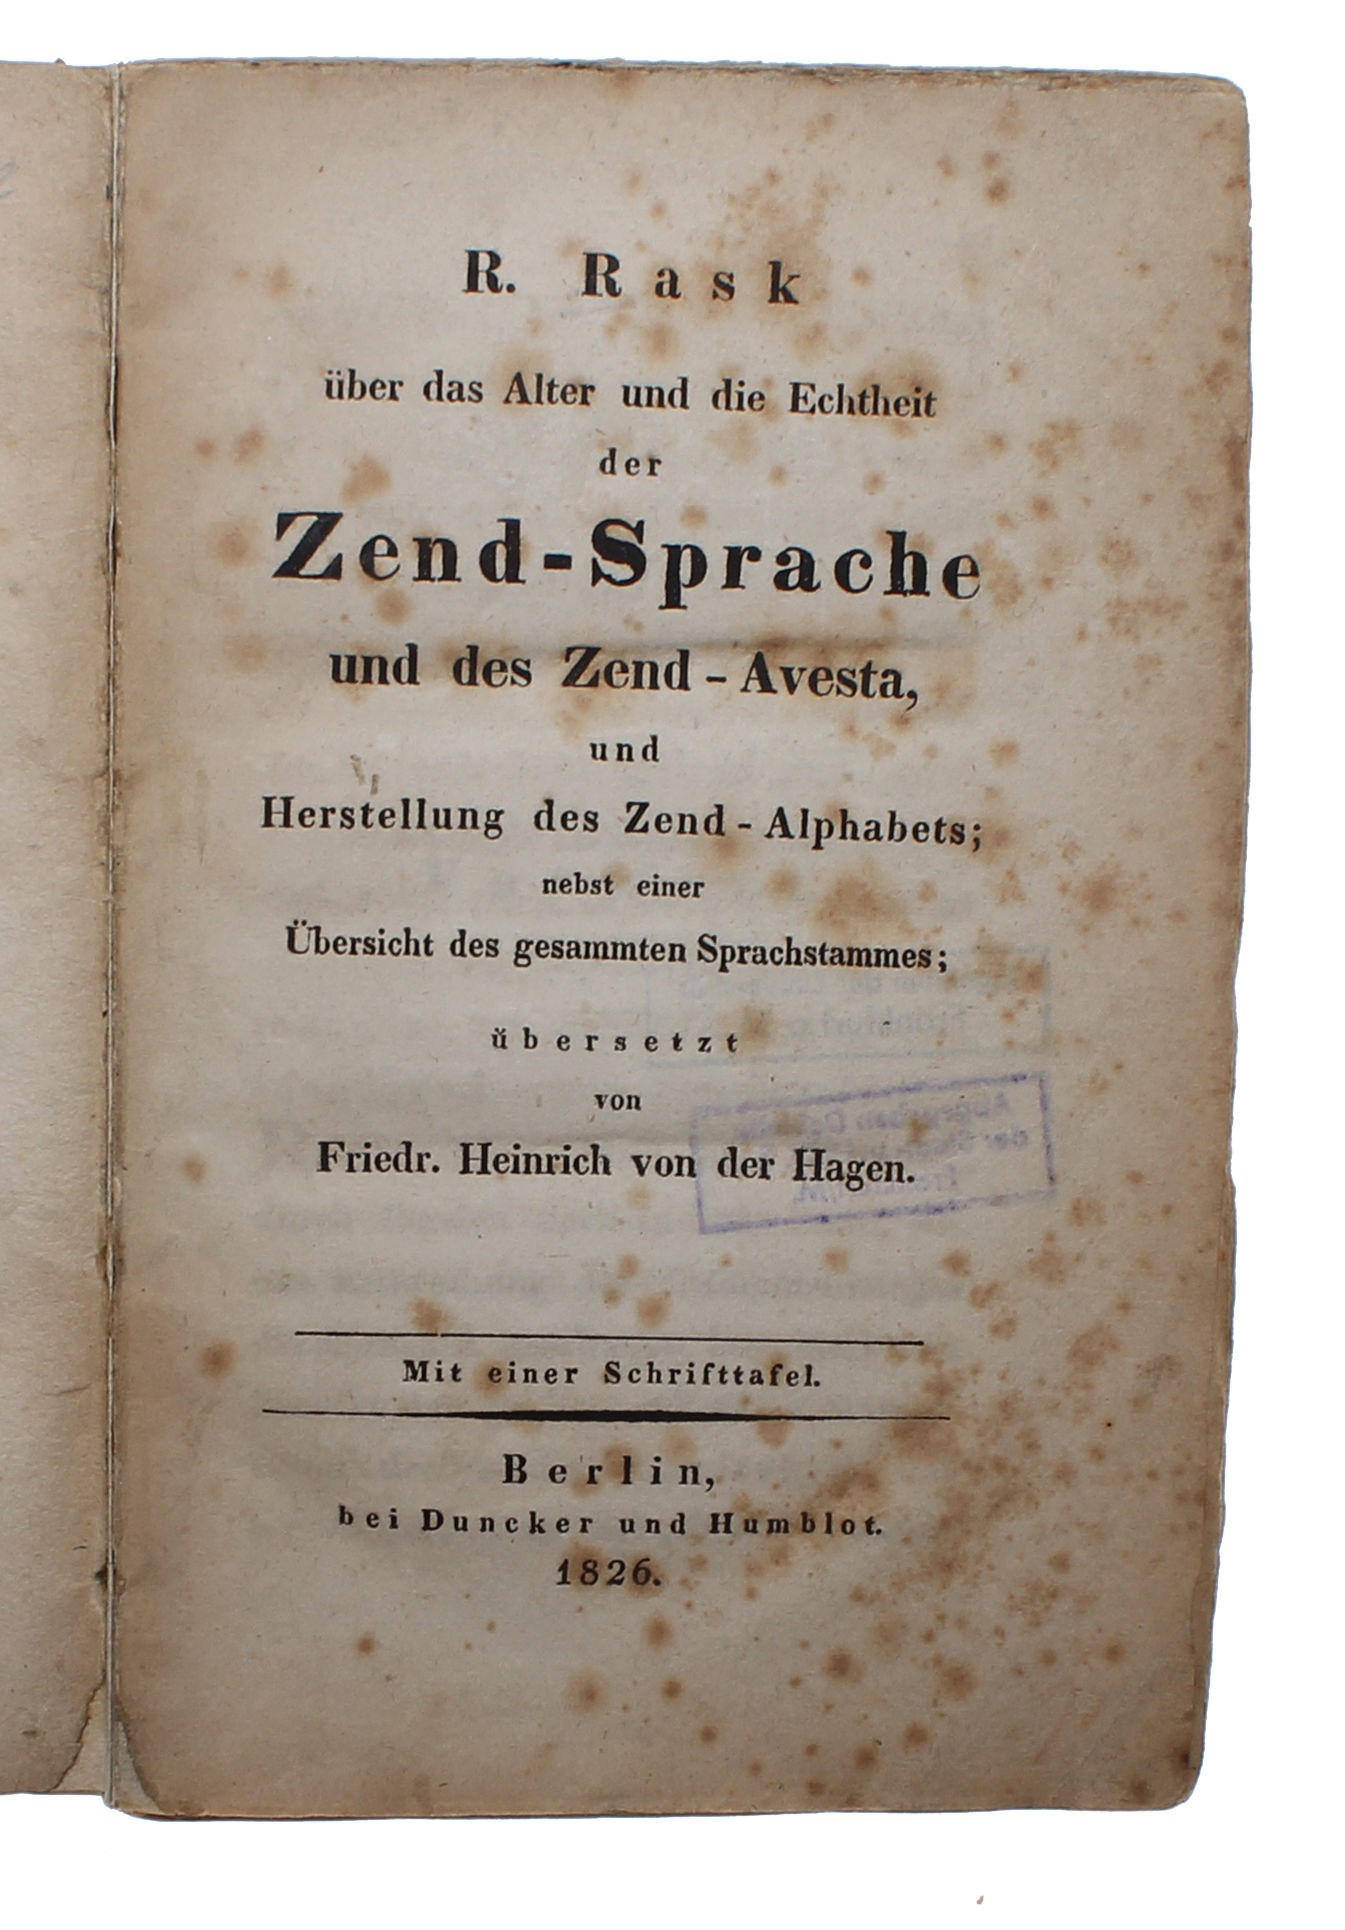 R. Rask
über das Alter und die Echtheit
der
Zend-Sprache
und des Zend-Avesta,
und
Herstellung des Zend-Alphabets;
nebst einer
Übersicht des gesammten Sprachstammes;
übersetzt
von
Friedr. Heinrich von der Hagen.
Mit einer Schrifttafel.
Berlin,
bei Duncker und Humblot.
1826.